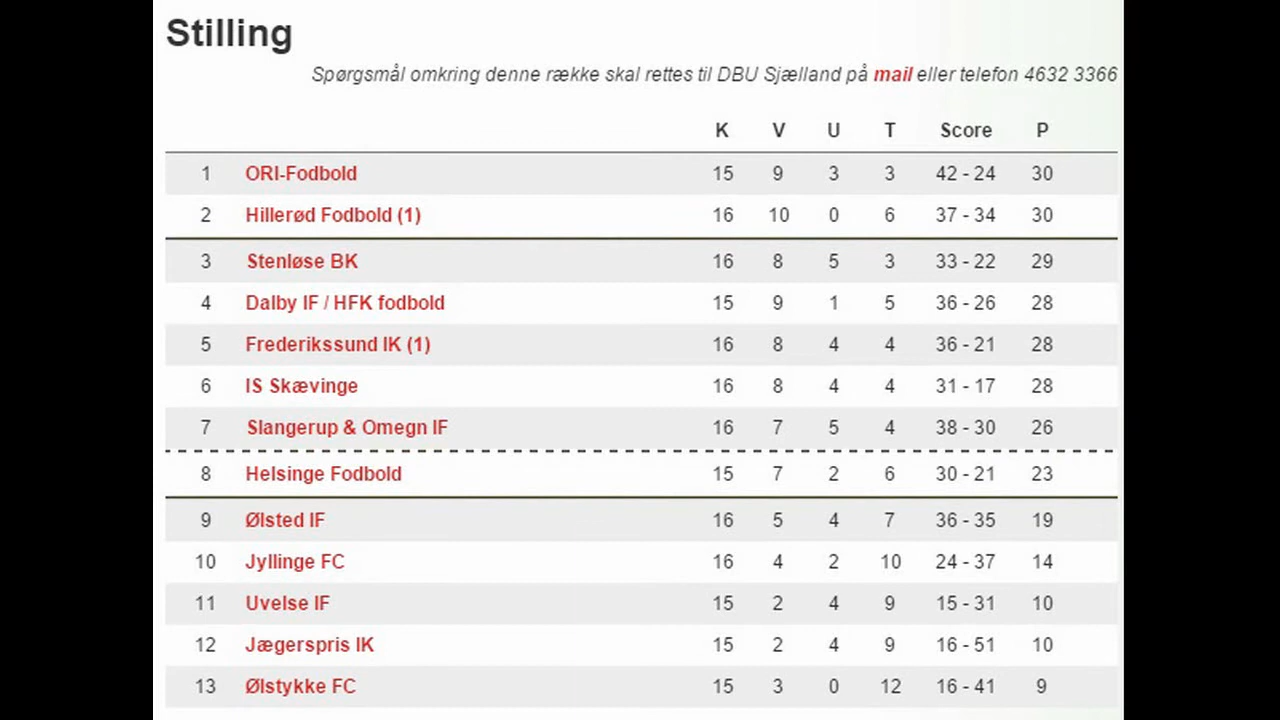 Stilling
Spørgsmål omkring denne række skal rettes til DBU Sjælland på mail eller telefon 4632 3366
K V U T Score P
1 ORI-Fodbold 15 9 3 3 42 - 24 30
2 Hillerød Fodbold (1) 16 10 0 6 37 - 34 30
3 Stenløse BK 16 8 5 3 33 - 22 29
4 Dalby IF / HFK fodbold 15 9 1 5 36 - 26 28
5 Frederikssund IK (1) 16 8 4 4 36 - 21 28
6 IS Skævinge 16 8 4 4 31 - 17 28
7 Slangerup & Omegn IF 16 7 5 4 38 - 30 26
8 Helsinge Fodbold 15 7 2 6 30 - 21 23
9 Ølsted IF 16 5 4 7 36 - 35 19
10 Jyllinge FC 16 4 2 10 24 - 37 14
11 Uvelse IF 15 2 4 9 15 - 31 10
12 Jægerspris IK 15 2 4 9 16 - 51 10
13 Ølstykke FC 15 3 0 12 16 - 41 9